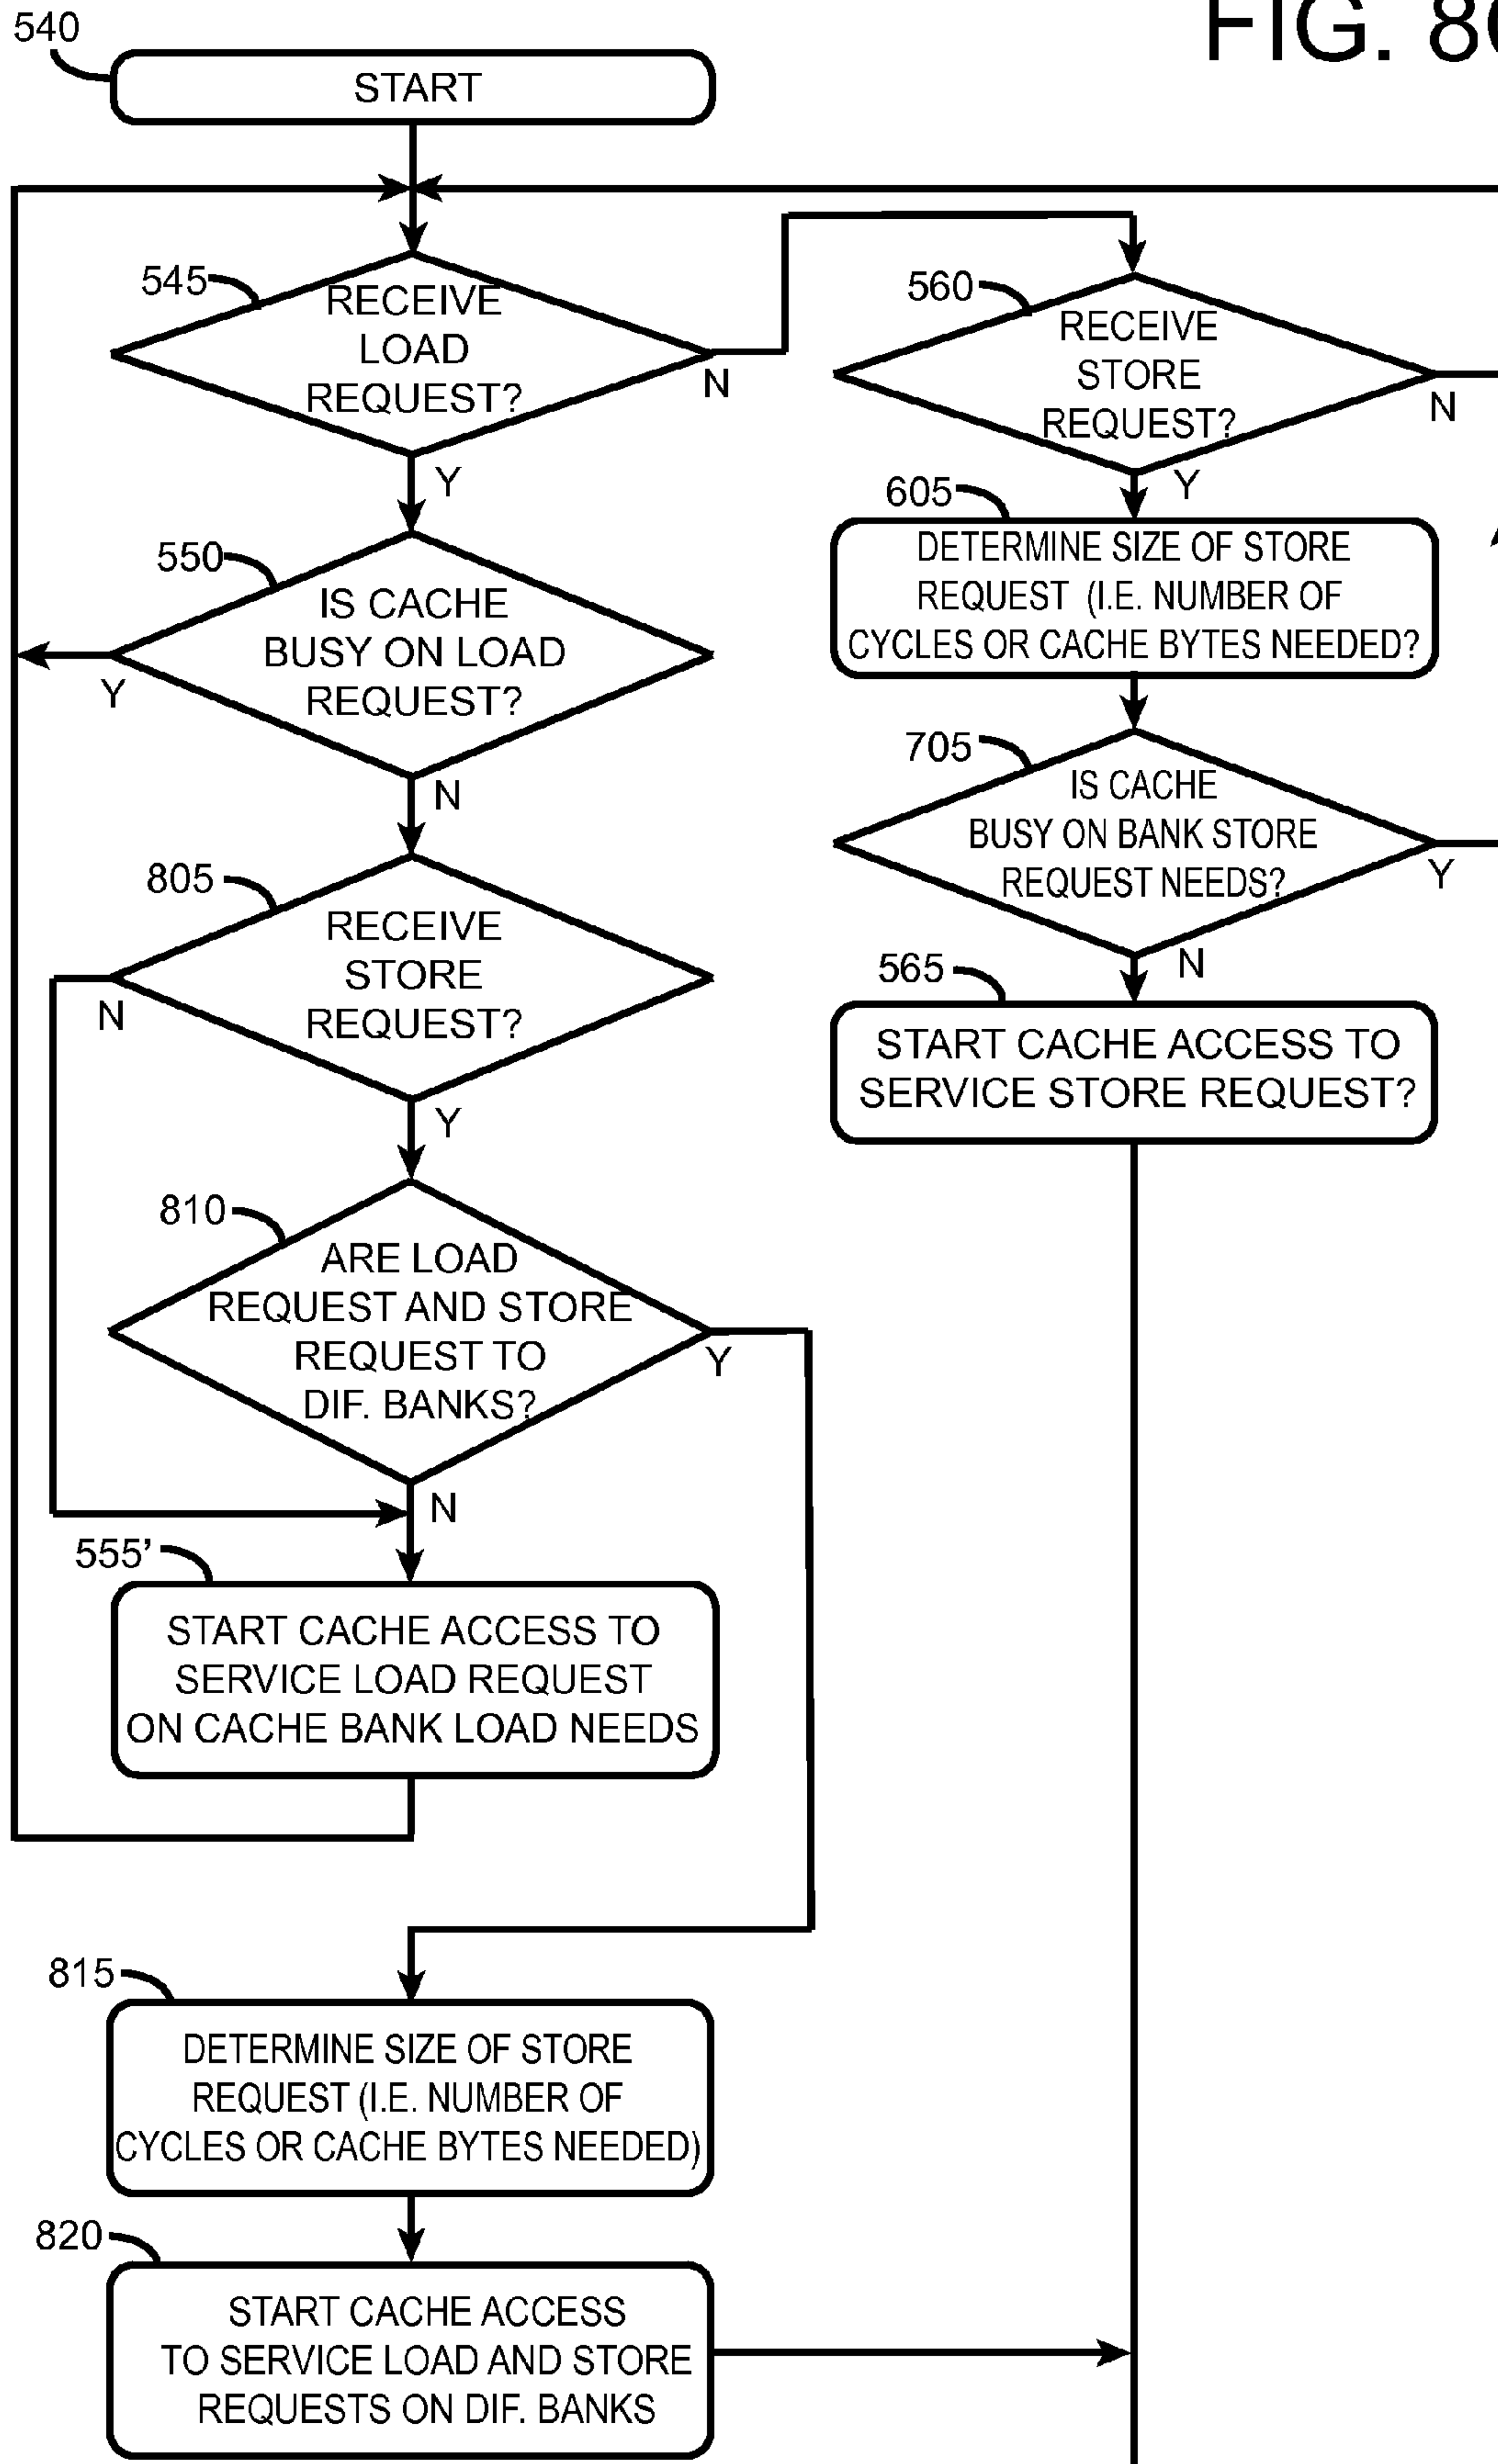 540
FIG. 8
START
545
RECEIVE
LOAD
REQUEST?
N
Y
560
RECEIVE
STORE
REQUEST?
N
Y
605
DETERMINE SIZE OF STORE
REQUEST (I.E. NUMBER OF
CYCLES OR CACHE BYTES NEEDED?
550
IS CACHE
BUSY ON LOAD
REQUEST?
Y
N
705
IS CACHE
BUSY ON BANK STORE
REQUEST NEEDS?
Y
N
805
RECEIVE
STORE
REQUEST?
N
Y
565
START CACHE ACCESS TO
SERVICE STORE REQUEST?
810
ARE LOAD
REQUEST AND STORE
REQUEST TO
DIF. BANKS?
Y
N
555’
START CACHE ACCESS TO
SERVICE LOAD REQUEST
ON CACHE BANK LOAD NEEDS
815
DETERMINE SIZE OF STORE
REQUEST (I.E. NUMBER OF
CYCLES OR CACHE BYTES NEEDED)
820
START CACHE ACCESS
TO SERVICE LOAD AND STORE
REQUESTS ON DIF. BANKS